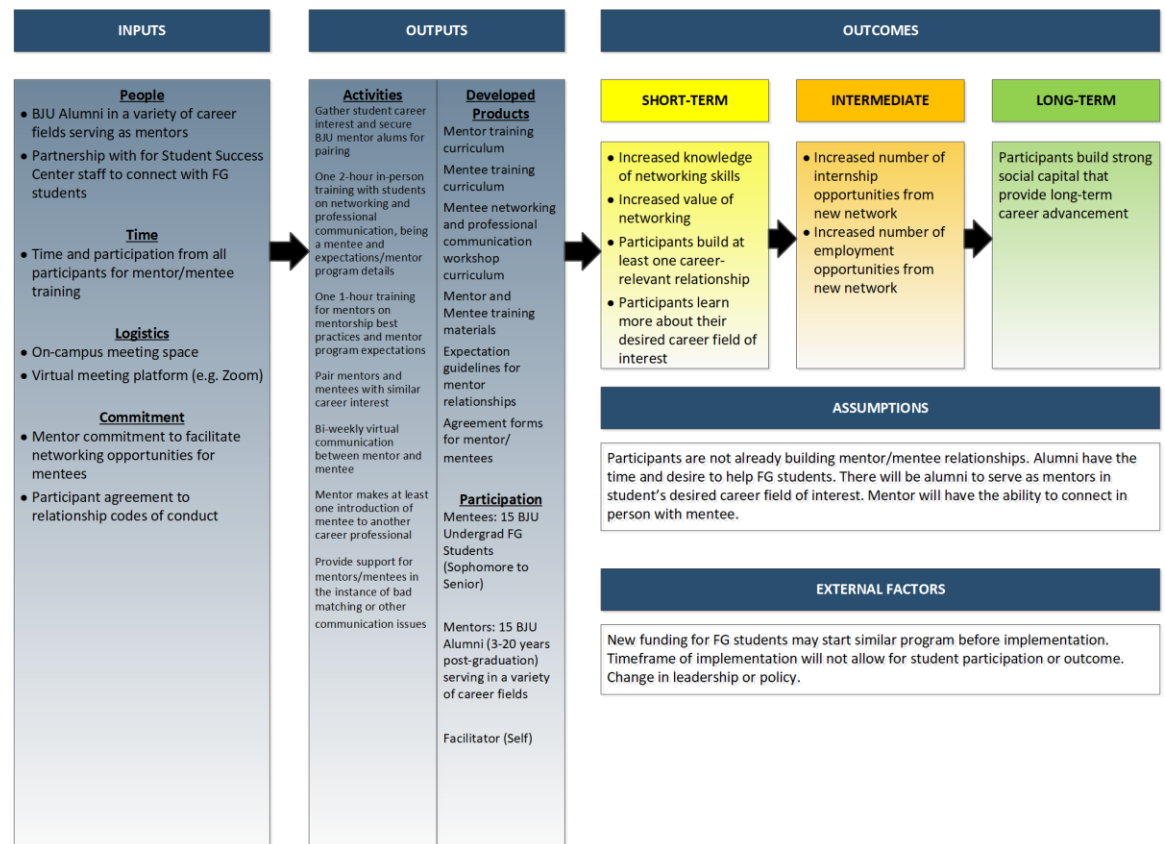 INPUTS
People
● BJU Alumni in a variety of career
fields serving as mentors
● Partnership with for Student Success
Center staff to connect with FG
students
Time
● Time and participation from all
participants for mentor/mentee
training
Logistics
● On-campus meeting space
● Virtual meeting platform (e.g. Zoom)
Commitment
● Mentor commitment to facilitate
networking opportunities for
mentees
● Participant agreement to
relationship codes of conduct
OUTPUTS
Activities
Gather student career
interest and secure
BJU mentor alums for
pairing
One 2-hour in-person
training with students
on networking and
professional
communication, being
a mentee and
expectations/mentor
program details
One 1-hour training
for mentors on
mentorship best
practices and mentor
program expectations
Pair mentors and
mentees with similar
career interest
Bi-weekly virtual
communication
between mentor and
mentee
Mentor makes at least
one introduction of
mentee to another
career professional
Provide support for
mentors/mentees in
the instance of bad
matching or other
communication issues
Developed
Products
Mentor training
curriculum
Mentee training
curriculum
Mentee networking
and professional
communication
workshop
curriculum
Mentor and
Mentee training
materials
Expectation
guidelines for
mentor
relationships
Agreement forms
for mentor/
mentees
Participation
Mentees: 15 BJU
Undergrad FG
Students
(Sophomore to
Senior)
Mentors: 15 BJU
Alumni (3-20 years
post-graduation)
serving in a variety
of career fields
Facilitator (Self)
OUTCOMES
SHORT-TERM
● Increased knowledge
of networking skills
● Increased value of
networking
● Participants build at
least one career-
relevant relationship
● Participants learn
more about their
desired career field of
interest
INTERMEDIATE
● Increased number of
internship
opportunities from
new network
● Increased number of
employment
opportunities from
new network
LONG-TERM
Participants build strong
social capital that
provide long-term
career advancement
ASSUMPTIONS
Participants are not already building mentor/mentee relationships. Alumni have the
time and desire to help FG students. There will be alumni to serve as mentors in
student's desired career field of interest. Mentor will have the ability to connect in
person with mentee.
EXTERNAL FACTORS
New funding for FG students may start similar program before implementation.
Timeframe of implementation will not allow for student participation or outcome.
Change in leadership or policy.